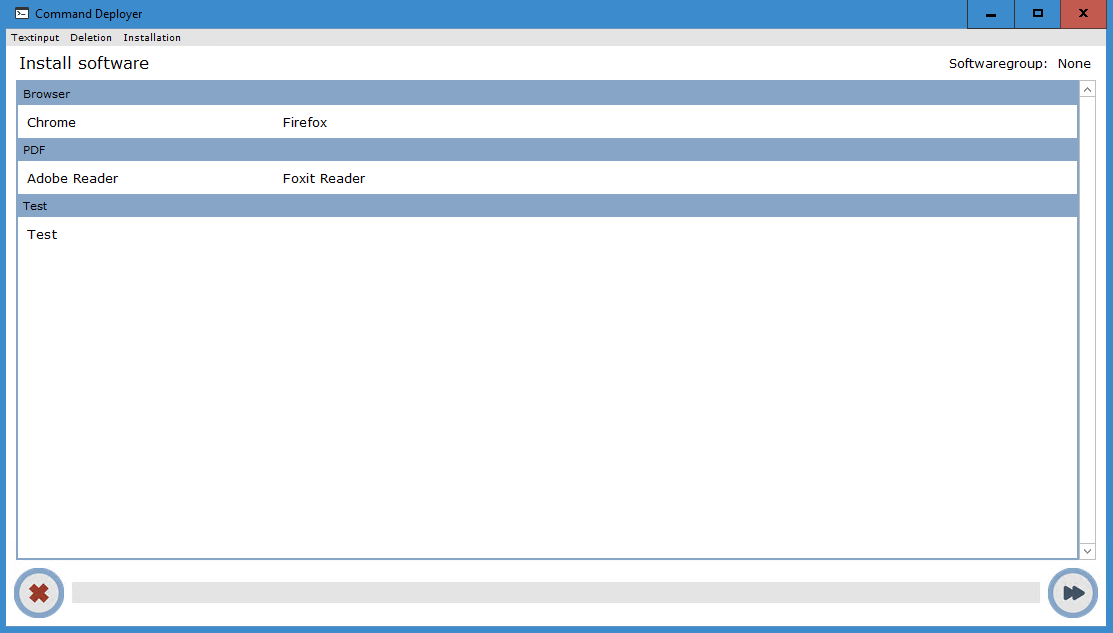 Command Deployer
Textinput Deletion Installation
Install software Softwaregroup: None
Browser
Chrome Firefox
PDF
Adobe Reader Foxit Reader
Test
Test